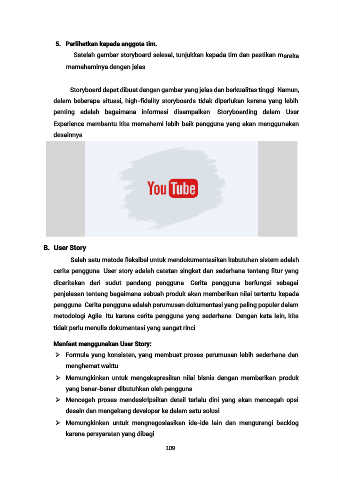 5. Perlihatkan kepada anggota tim.
Setelah gambar storyboard selesai, tunjukkan kepada tim dan pastikan mereka
memahaminya dengan jelas
Storyboard dapat dibuat dengan gambar yang jelas dan berkualitas tinggi Namun,
dalam beberapa situasi, high-fidelity storyboards tidak diperlukan karena yang lebih
penting adalah bagaimana informasi disampaikan Storyboarding dalam User
Experience membantu kita memahami lebih baik pengguna yang akan menggunakan
desainnya
YouTube
B. User Story
Salah satu metode fleksibel untuk mendokumentasikan kebutuhan sistem adalah
cerita pengguna User story adalah catatan singkat dan sederhana tentang fitur yang
diceritakan dari sudut pandang pengguna Cerita pengguna berfungsi sebagai
penjelasan tentang bagaimana sebuah produk akan memberikan nilai tertentu kepada
pengguna Cerita pengguna adalah perumusan dokumentasi yang paling populer dalam
metodologi Agile Itu karena cerita pengguna yang sederhana Dengan kata lain, kita
tidak perlu menulis dokumentasi yang sangat rinci
Manfaat menggunakan User Story:
➢ Formula yang konsisten, yang membuat proses perumusan lebih sederhana dan
menghemat waktu
➢ Memungkinkan untuk mengekspresikan nilai bisnis dengan memberikan produk
yang benar-benar dibutuhkan oleh pengguna
➢ Mencegah proses mendeskripsikan detail terlalu dini yang akan mencegah opsi
desain dan mengekang developer ke dalam satu solusi
➢ Memungkinkan untuk mengnegosiasikan ide-ide lain dan mengurangi backlog
karena persyaratan yang dibagi
109